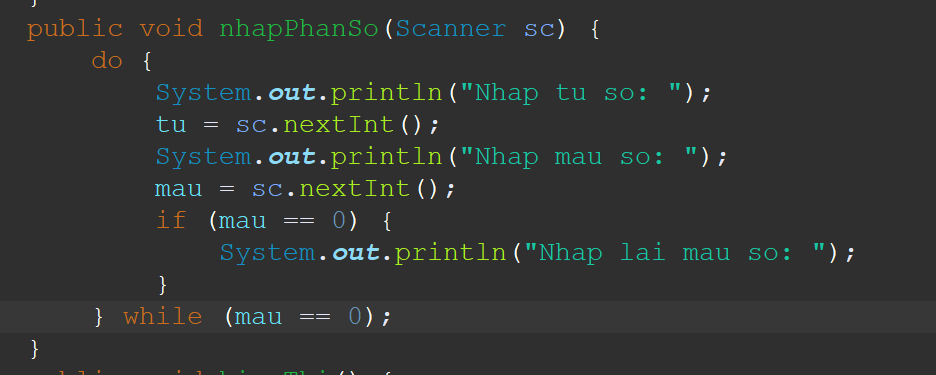 }
public void nhapPhanSo(Scanner sc) {
    do {
        System.out.println("Nhap tu so: ");
        tu = sc.nextInt();
        System.out.println("Nhap mau so: ");
        mau = sc.nextInt();
        if (mau == 0) {
            System.out.println("Nhap lai mau so: ");
        }
    } while (mau == 0);
}